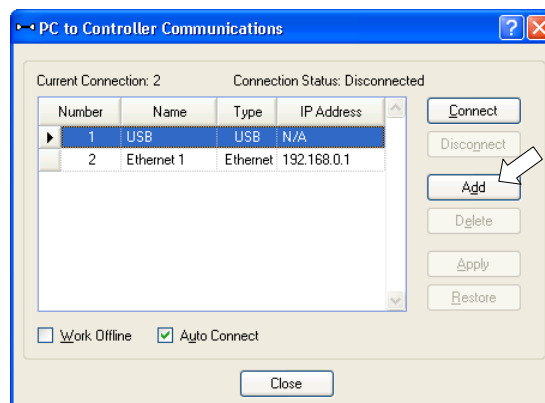 PC to Controller Communications
Current Connection: 2 Connection Status: Disconnected
Number Name Type IP Address
1 USB USB N/A
2 Ethernet 1 Ethernet 192.168.0.1
Connect
Disconnect
Add
Delete
Apply
Restore
Work Offline Auto Connect
Close